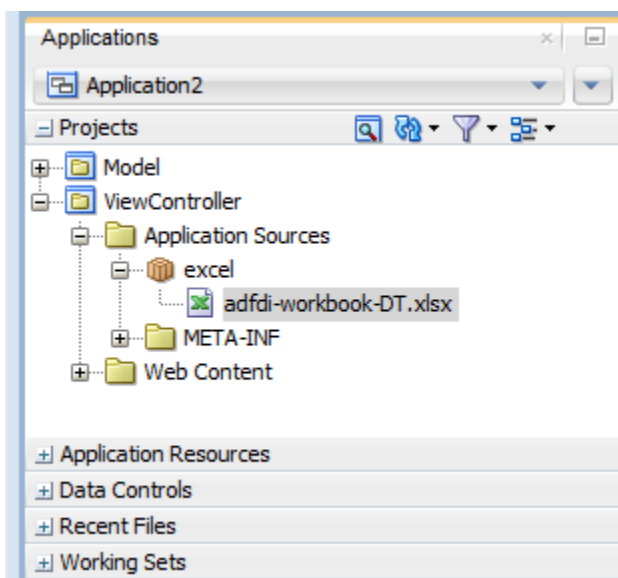 Applications
Application2
Projects
Model
ViewController
Application Sources
excel
adfdi-workbook-DT.xlsx
META-INF
Web Content
Application Resources
Data Controls
Recent Files
Working Sets